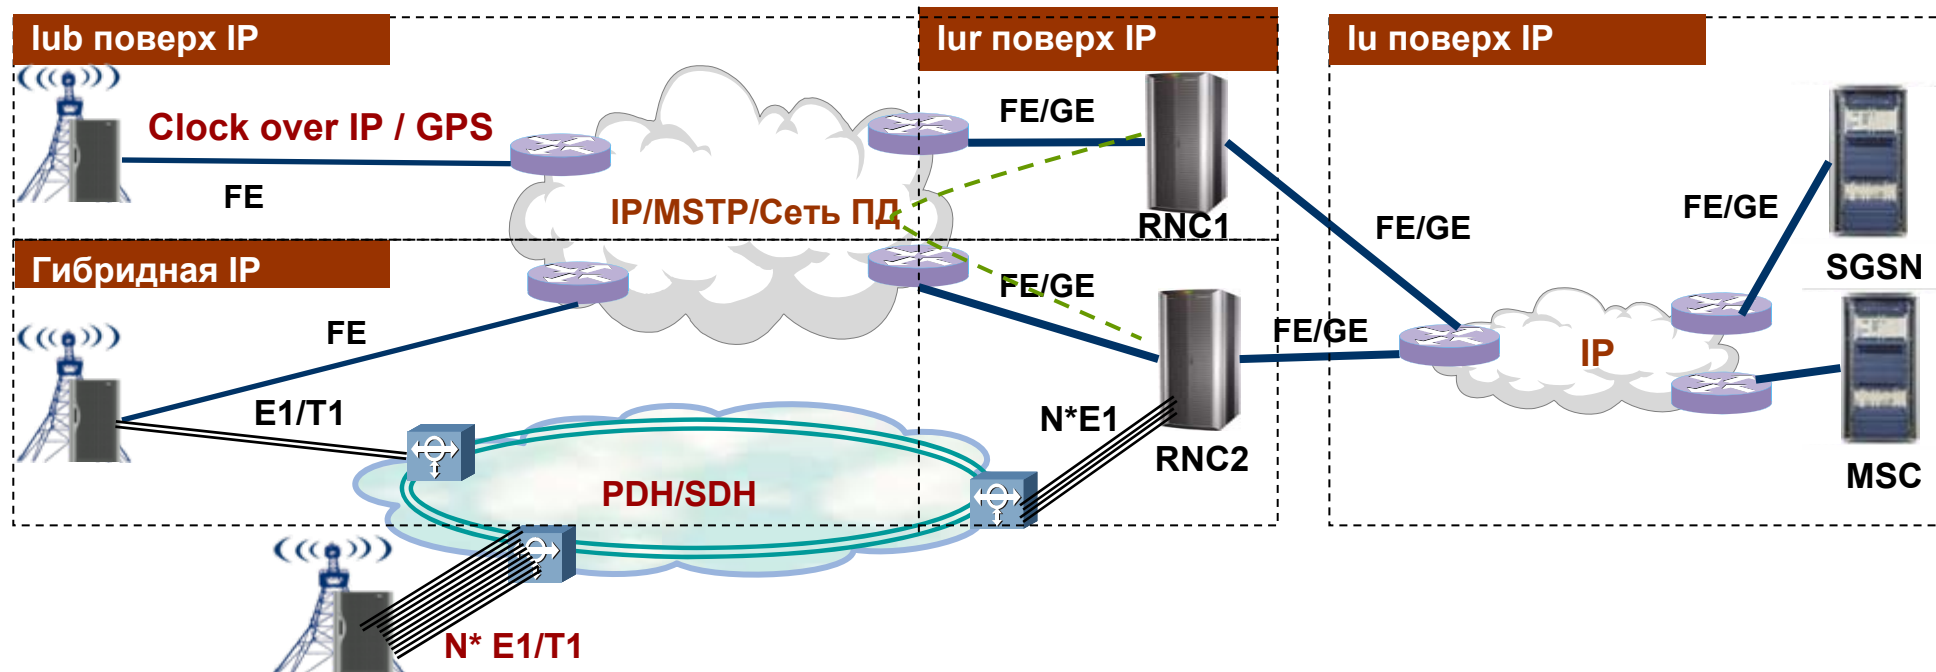 Iub поверх IP
Iur поверх IP
Iu поверх IP
Clock over IP / GPS
FE
FE/GE
RNC1
IP/MSTP/Сеть ПД
FE/GE
FE/GE
SGSN
Гибридная IP
FE
FE/GE
FE/GE
IP
E1/T1
N*E1
RNC2
MSC
PDH/SDH
N* E1/T1